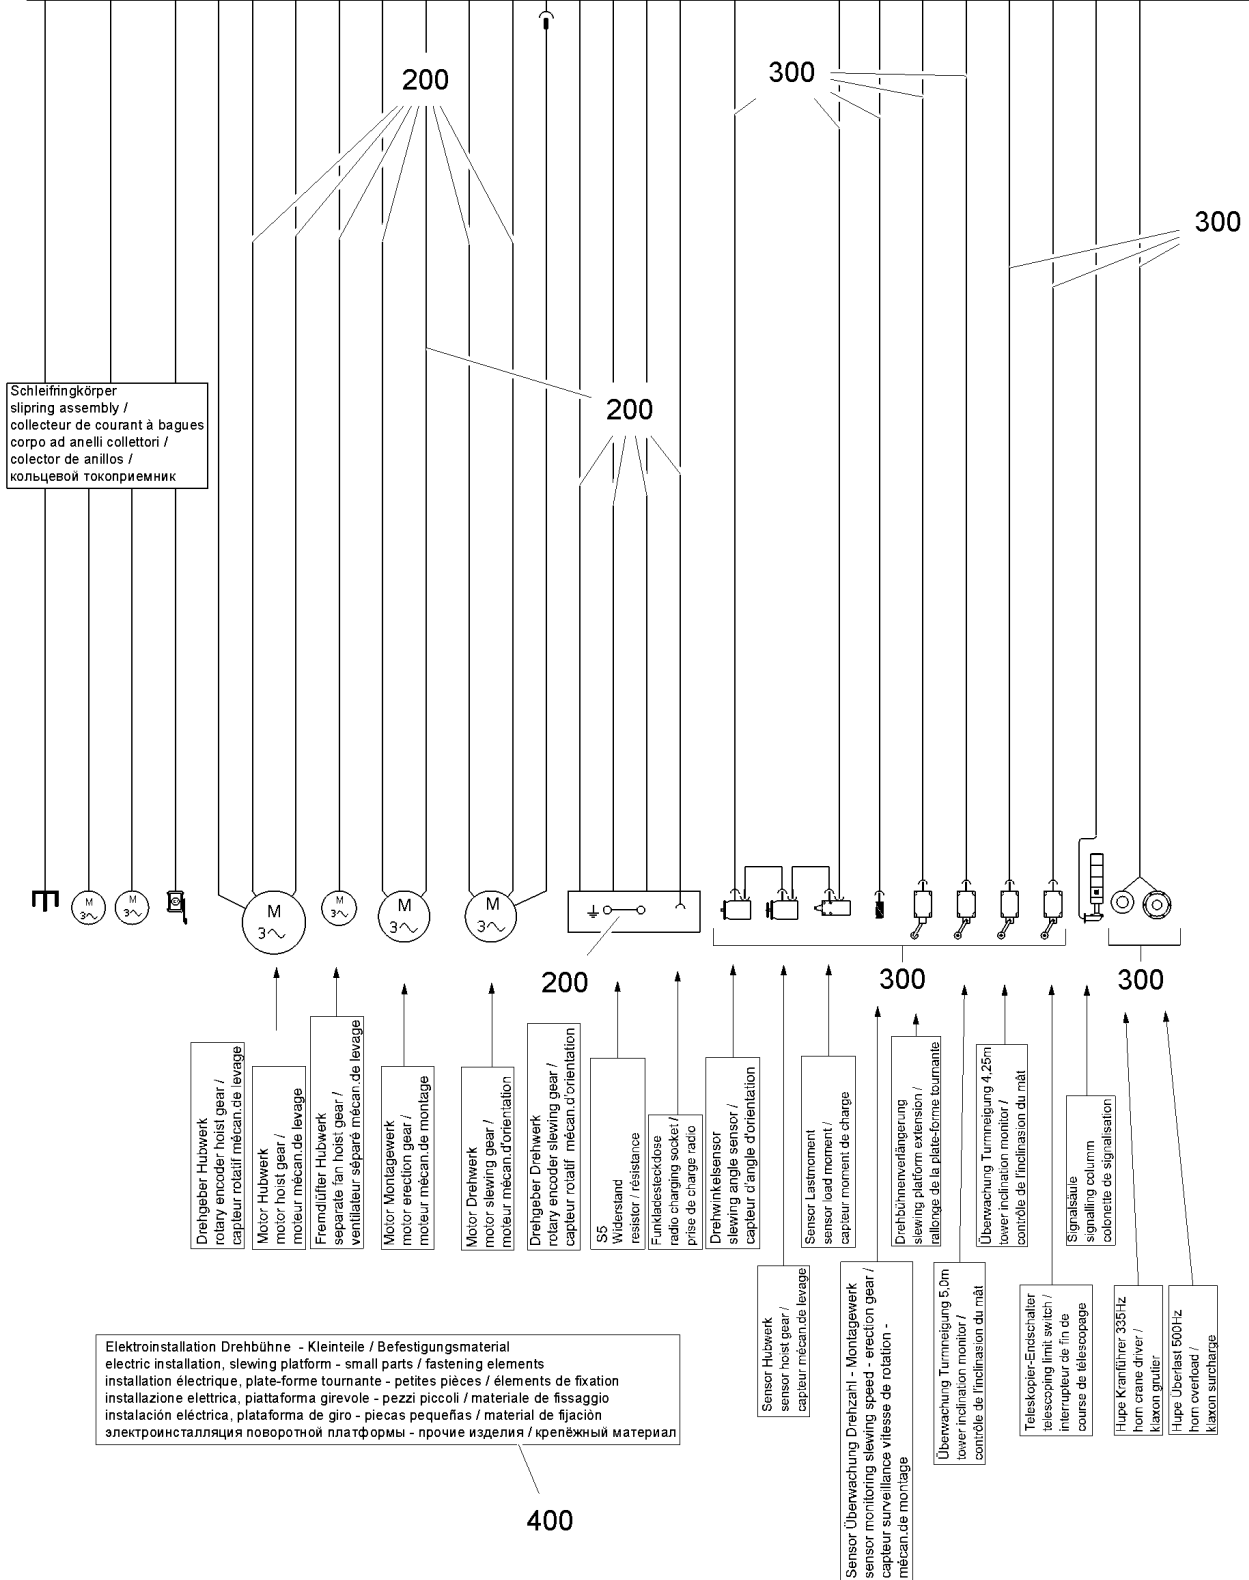 200
300
300
Schleifringkörper
slipring assembly /
collecteur de courant à bagues
corpo ad anelli collettori /
colector de anillos /
кольцевой токоприемник
200
M
3
M
3
M
3
M
3
M
3
M
3
200
300
300
Drehgeber Hubwerk
rotary encoder hoist gear /
capteur rotatif mécan.de levage
Motor Hubwerk
motor hoist gear /
moteur mécan.de levage
Fremdlüfter Hubwerk
separate fan hoist gear /
ventilateur séparé mécan.de levage
Motor Montagewerk
motor erection gear /
moteur mécan.de montage
Motor Drehwerk
motor slewing gear /
moteur mécan.d'orientation
Drehgeber Drehwerk
rotary encoder slewing gear /
capteur rotatif mécan.d'orientation
S5
Widerstand
resistor / résistance
Funkladesteckdose
radio charging socket /
prise de charge radio
Drehwinkelsensor
slewing angle sensor /
capteur d'angle d'orientation
Sensor Hubwerk
sensor hoist gear /
capteur mécan.de levage
Sensor Lastmoment
sensor load moment /
capteur moment de charge
Sensor Überwachung Drehzahl - Montagewerk
sensor monitoring slewing speed - erection gear /
capteur surveillance vitesse de rotation -
mécan.de montage
Drehbühnenverlängerung
slewing platform extension /
rallonge de la plate-forme tournante
Überwachung Turmneigung 5,0m
tower inclination monitor /
contrôle de l'inclinasion du mât
Überwachung Turmneigung 4,25m
tower inclination monitor /
contrôle de l'inclinasion du mât
Teleskopier-Endschalter
telescoping limit switch /
interrupteur de fin de
course de télescopage
Signalsäule
signalling columm
colonette de signalisation
Hupe Kranführer 335Hz
horn crane driver /
klaxon grutier
Hupe Überlast 500Hz
horn overload /
klaxon surcharge
Elektroinstallation Drehbühne - Kleinteile / Befestigungsmaterial
electric installation, slewing platform - small parts / fastening elements
installation électrique, plate-forme tournante - petites pièces / élements de fixation
installazione elettrica, piattaforma girevole - pezzi piccoli / materiale de fissaggio
instalación eléctrica, plataforma de giro - piecas pequeñas / material de fijaciòn
электроинсталляция поворотной платформы - прочие изделия / крепёжный материал
400